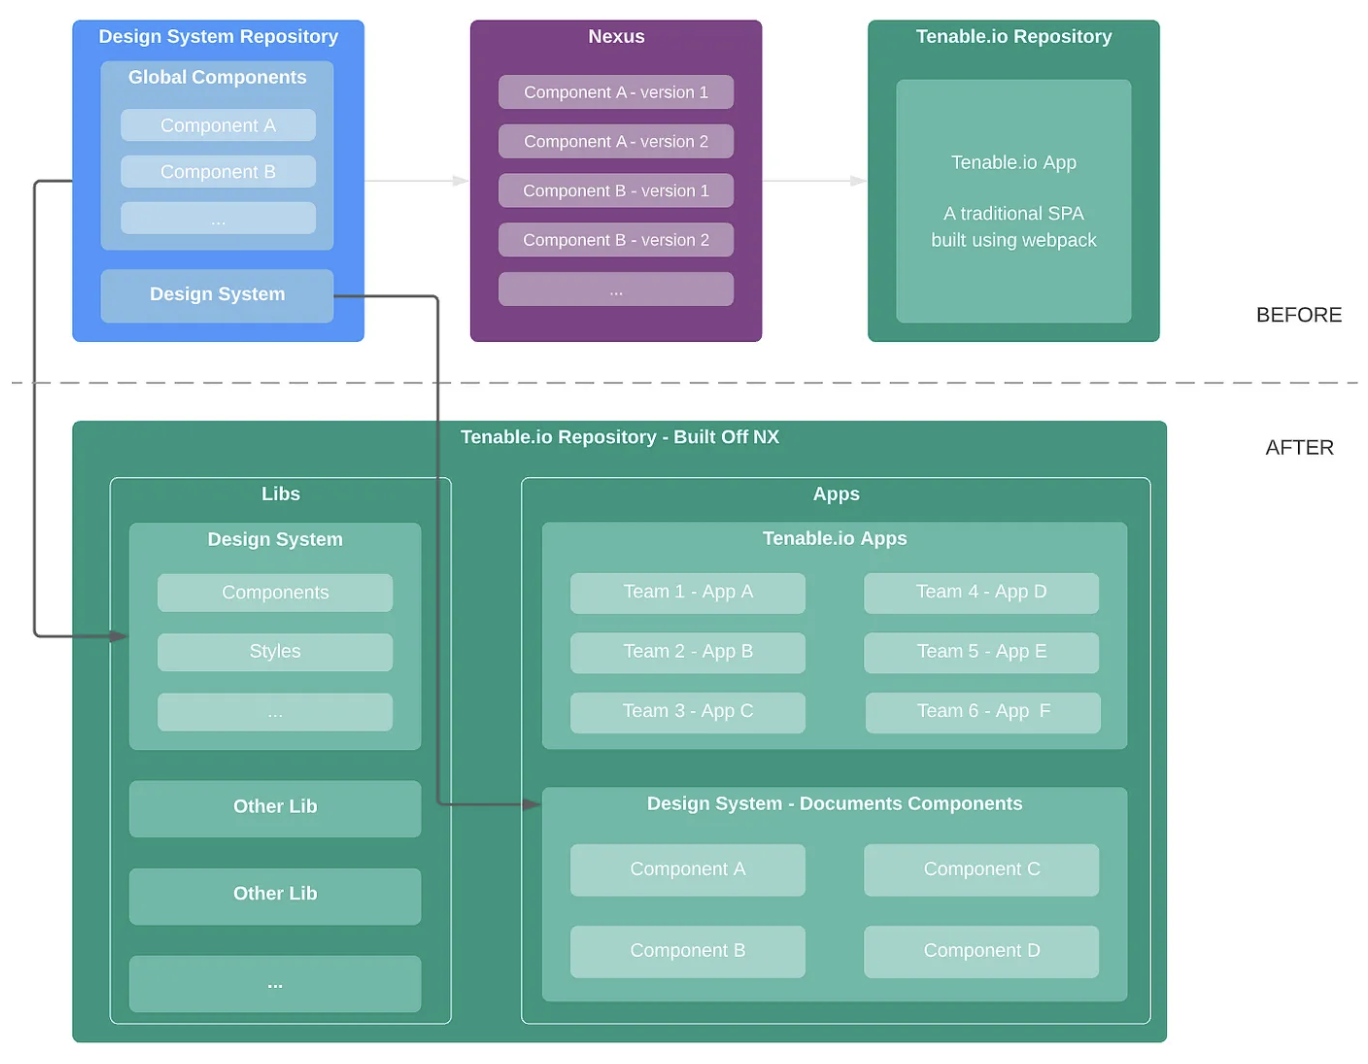 Design System Repository
Global Components
Component A
Component B
...
Design System
Nexus
Component A - version 1
Component A - version 2
Component B - version 1
Component B - version 2
...
Tenable.io Repository
Tenable.io App
A traditional SPA
built using webpack
BEFORE
AFTER
Tenable.io Repository - Built Off NX
Libs
Design System
Components
Styles
...
Other Lib
Other Lib
...
Apps
Tenable.io Apps
Team 1 - App A
Team 4 - App D
Team 2 - App B
Team 5 - App E
Team 3 - App C
Team 6 - App  F
Design System - Documents Components
Component A
Component C
Component B
Component D